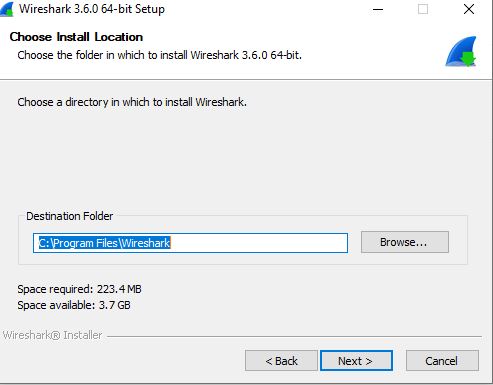 Wireshark 3.6.0 64-bit Setup
Choose Install Location
Choose the folder in which to install Wireshark 3.6.0 64-bit.
Choose a directory in which to install Wireshark.
Destination Folder
C:\Program Files\Wireshark
Browse...
Space required: 223.4 MB
Space available: 3.7 GB
Wireshark® Installer
< Back
Next >
Cancel